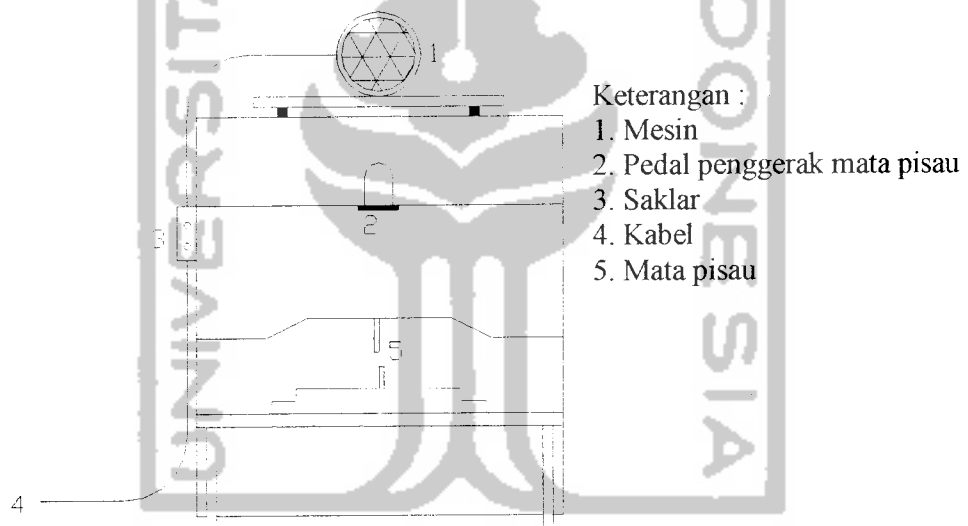 1
Keterangan :
1. Mesin
2. Pedal penggerak mata pisau
3. Saklar
4. Kabel
5. Mata pisau
2
3
5
4